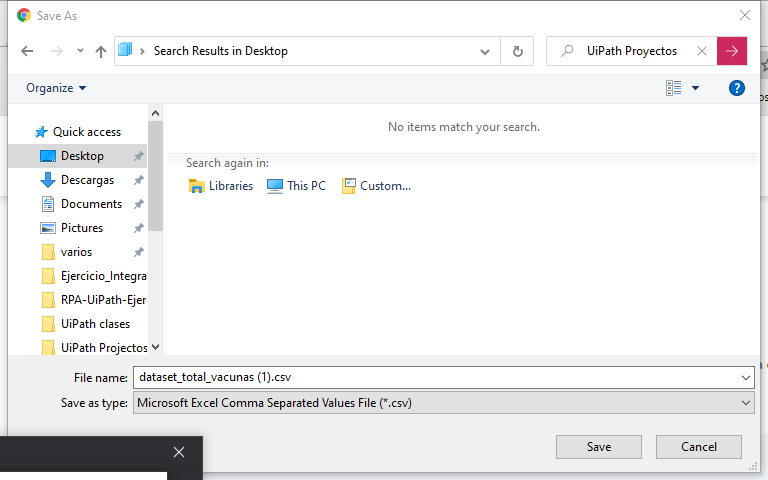 Save As
Search Results in Desktop
UiPath Proyectos
Organize
?
No items match your search.
Search again in:
Libraries
This PC
Custom...
Quick access
Desktop
Descargas
Documents
Pictures
varios
Ejercicio_Integra
RPA-UiPath-Ejer
UiPath clases
UiPath Projectos
File name: dataset_total_vacunas (1).csv
Save as type: Microsoft Excel Comma Separated Values File (*.csv)
Save
Cancel